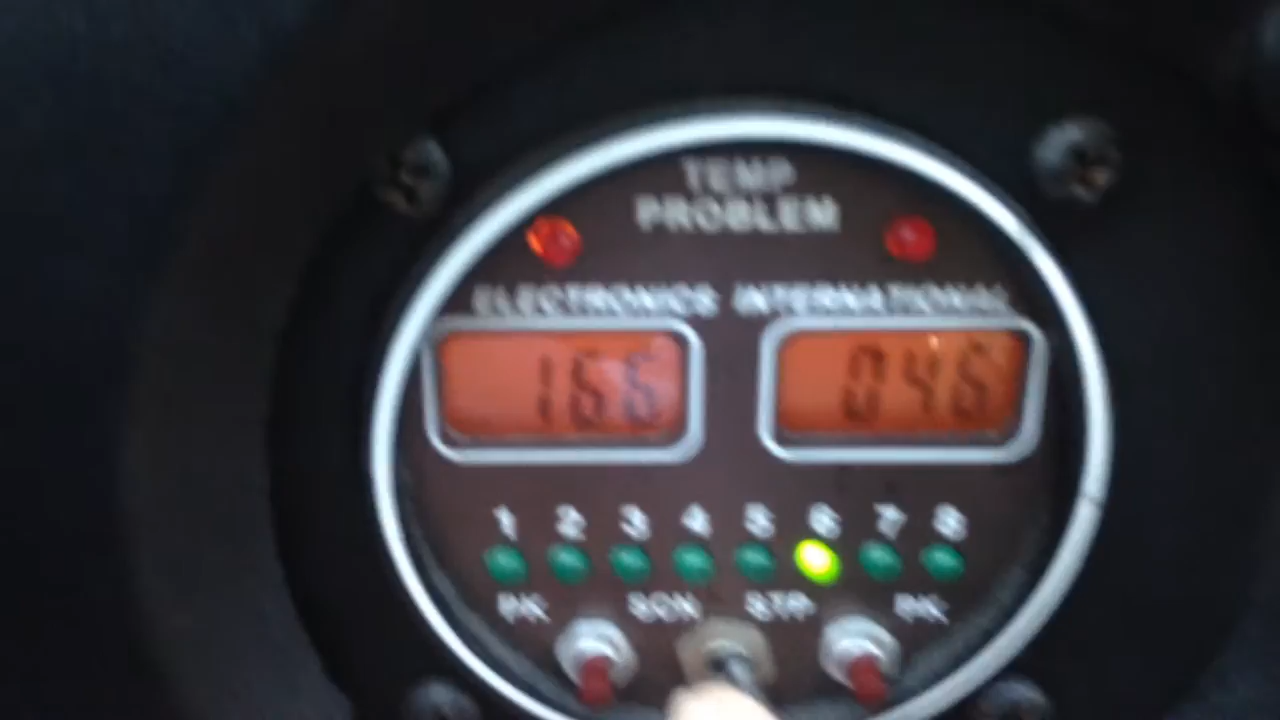 TEMP
PROBLEM
ELECTRONICS INTERNATIONAL
166 046
1 2 3 4 5 6 7 8
PK SCN STP PK